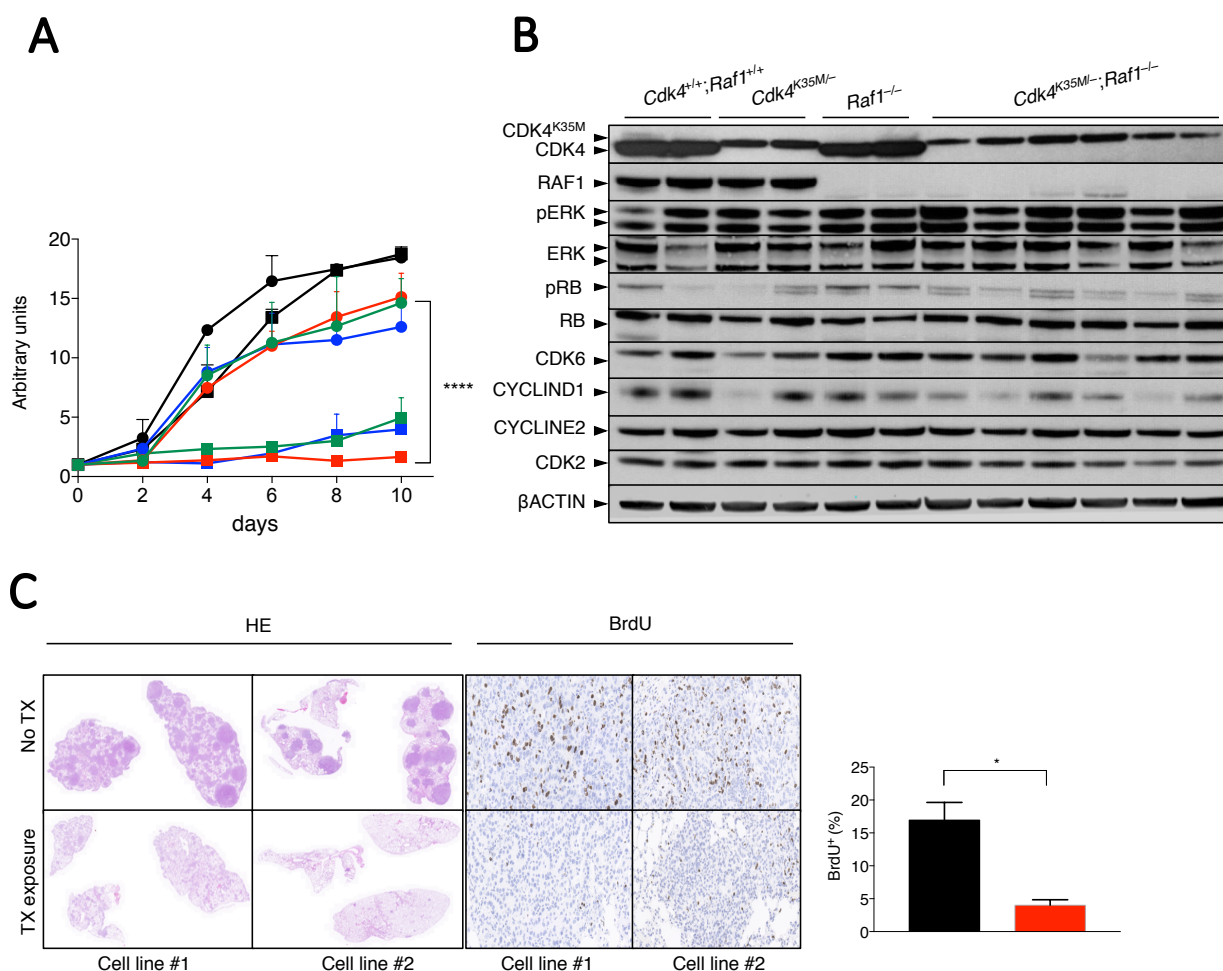 A
20
15
10
5
0
Arbitrary units
0 2 4 6 8 10
days
****
B
Cdk4+/+;Raf1+/+
Cdk4K35M/–
Raf1–/–
Cdk4K35M/–;Raf1–/–
CDK4K35M
CDK4
RAF1
pERK
ERK
pRB
RB
CDK6
CYCLIND1
CYCLINE2
CDK2
βACTIN
C
HE
BrdU
No TX
TX exposure
Cell line #1
Cell line #2
Cell line #1
Cell line #2
25
20
15
10
5
0
BrdU+ (%)
*